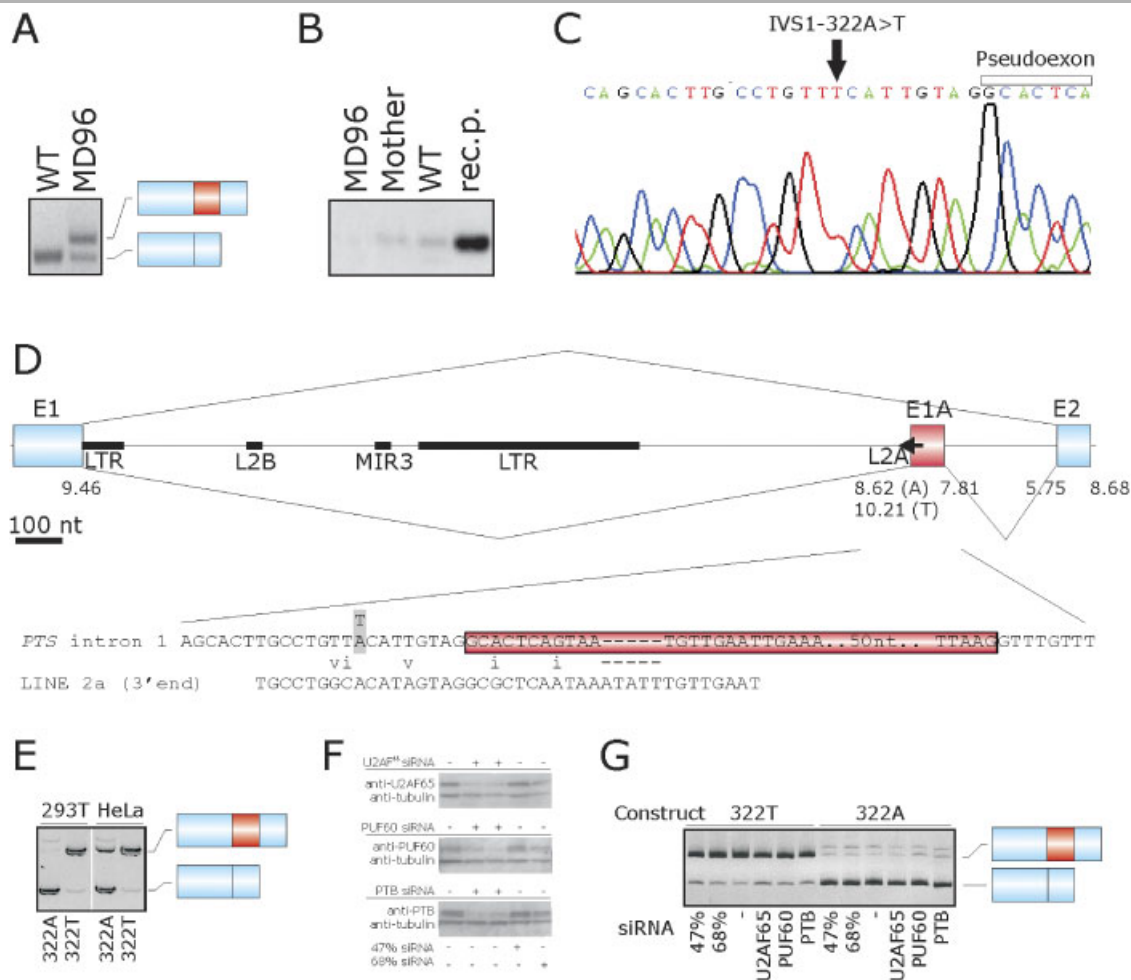 A
WT
MD96
B
MD96
Mother
WT
rec.p.
C
IVS1-322A>T
Pseudoexon
CAGCACTTGCCTGTTTCATTGTAGGCACTCA
D
E1
E1A
E2
LTR
L2B
MIR3
LTR
L2A
9.46
8.62 (A)
7.81
5.75
8.68
10.21 (T)
100 nt
T
PTS intron 1 AGCACTTGCCTGTTACATTGTAGGCACTCAGTAA-----TGTTGAATTGAAA..50nt..TTAAGGTTTGTTT
vi v i i -----
LINE 2a (3'end) TGCCTGGCACATAGTAGGCGCTCAATAAATATTTGTTGAAT
E
293T HeLa
322A
322T
322A
322T
F
siRNA - + + - -
anti-U2AF65
anti-tubulin
PUF60 siRNA - + + - -
anti-PUF60
tubulin
PTB siRNA - + + - -
anti-PTB
tubulin
47% siRNA - - - + -
68% siRNA - - - - +
G
Construct 322T 322A
siRNA
47%
68%
-
U2AF65
PUF60
PTB
47%
68%
-
U2AF65
PUF60
PTB